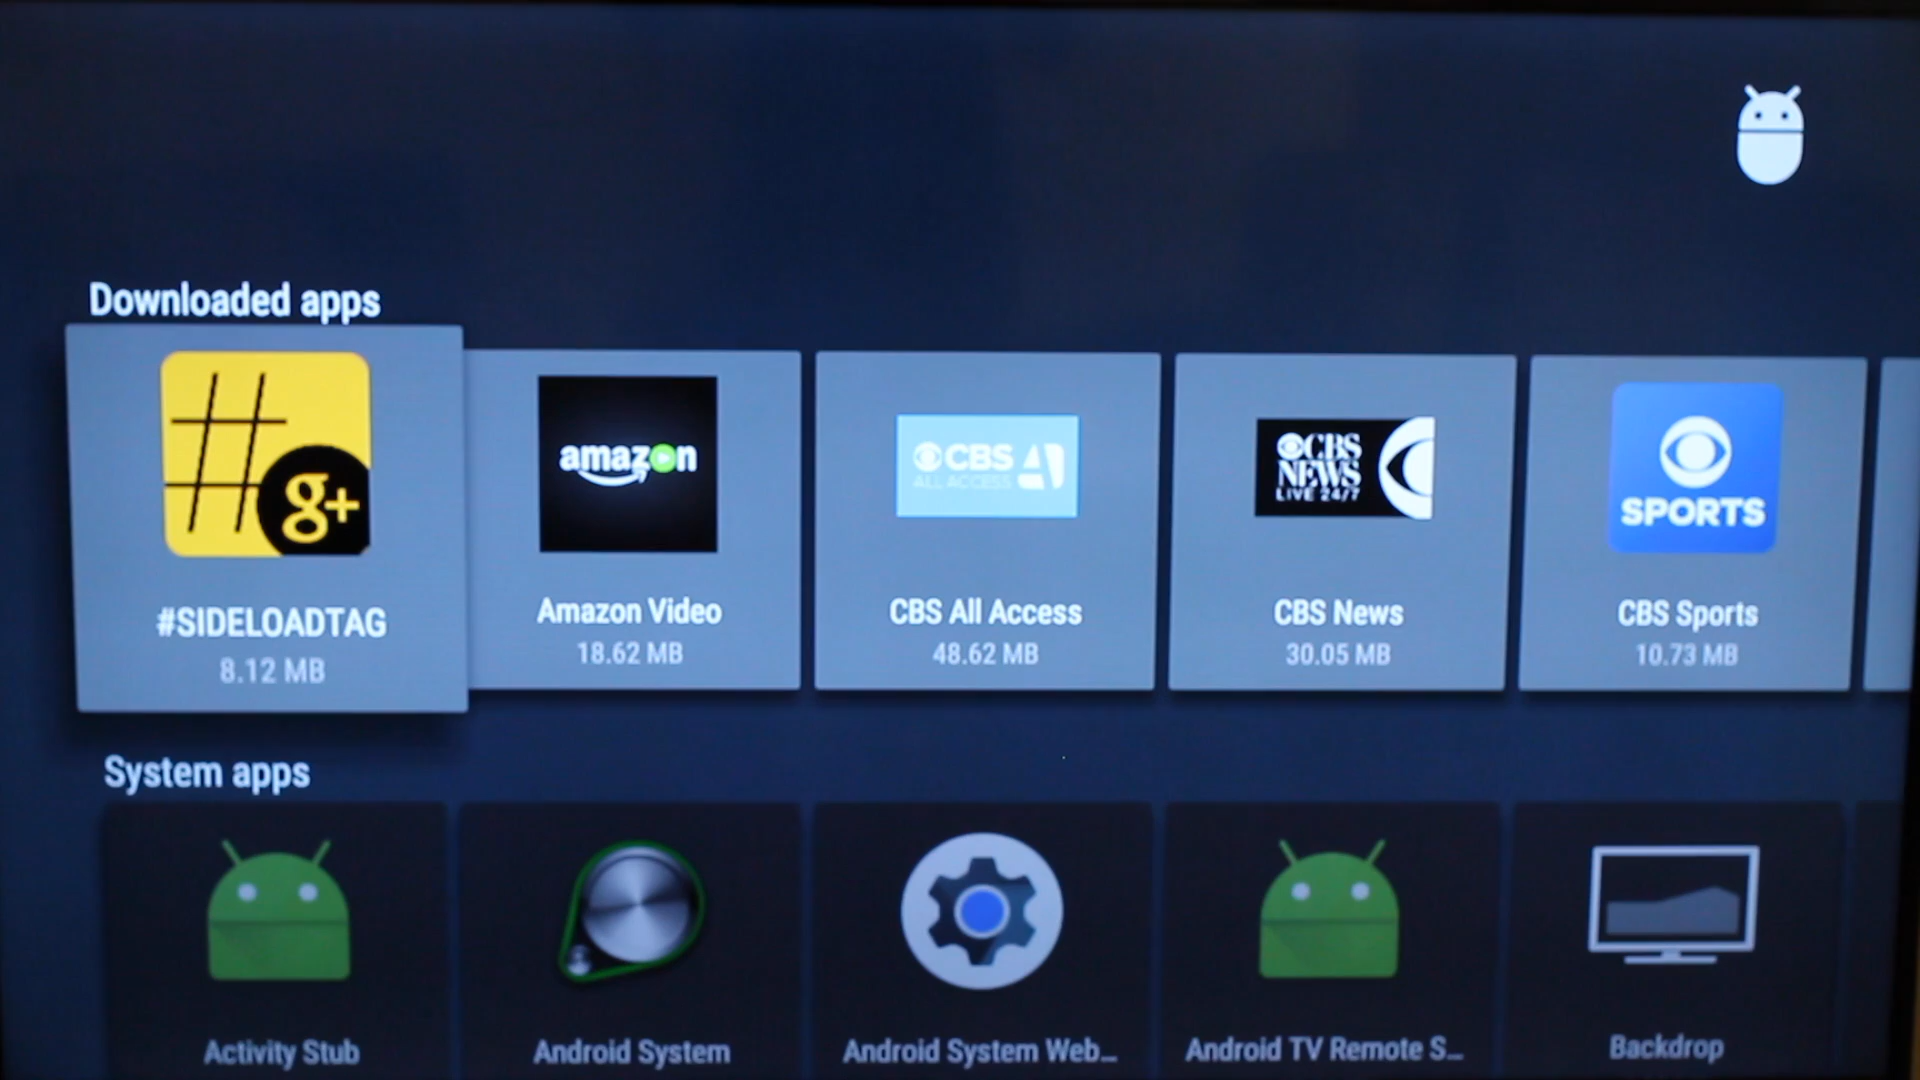 Downloaded apps
g+
amazon
CBS
ALL ACCESS
CBS
NEWS
LIVE 24/7
SPORTS
#SIDELOADTAG
Amazon Video
CBS All Access
CBS News
CBS Sports
8.12 MB
18.62 MB
48.62 MB
30.05 MB
10.73 MB
System apps
Activity Stub
Android System
Android System Web...
Android TV Remote S...
Backdrop